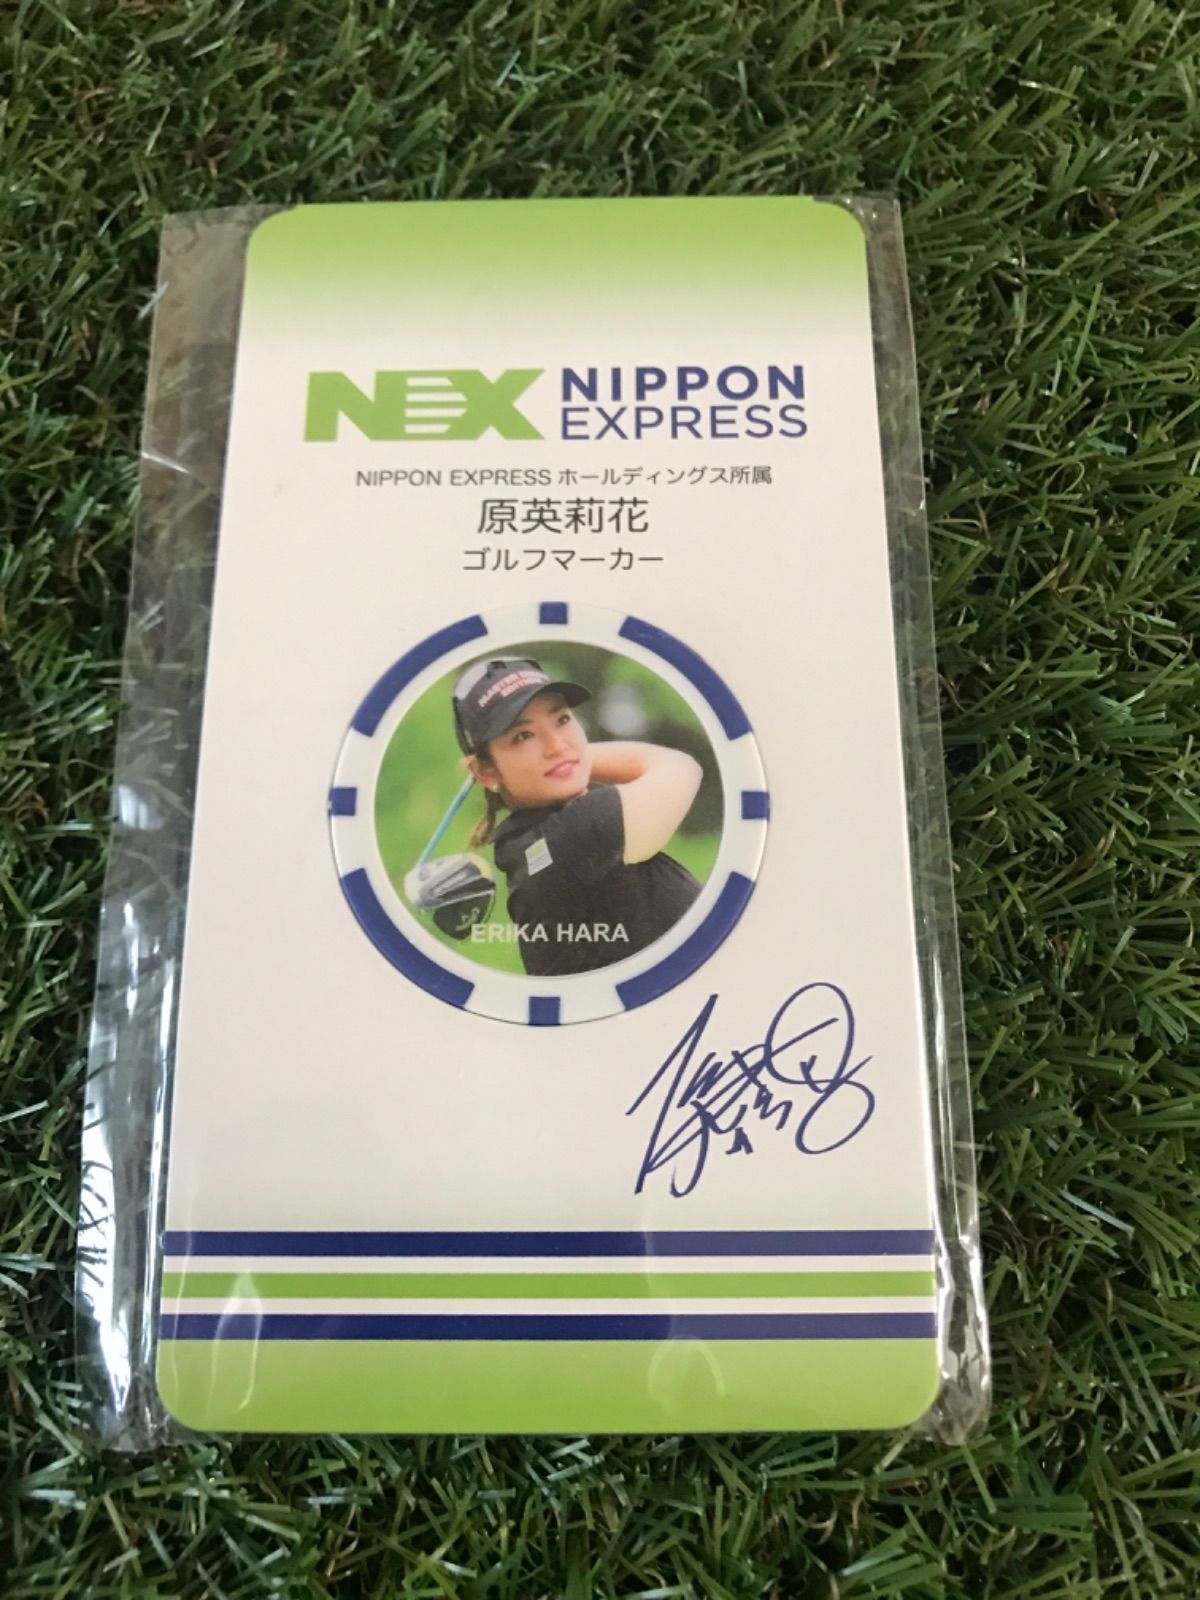 NEX NIPPON
EXPRESS
NIPPON EXPRESS ホールディングス所属
原英莉花
ゴルフマーカー
ERIKA HARA